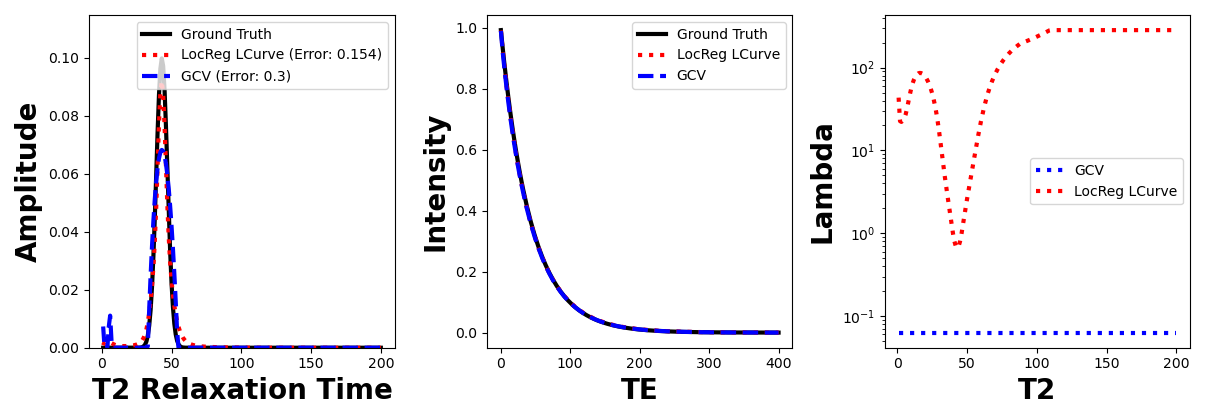 Amplitude
0.10
0.08
0.06
0.04
0.02
0.00
0 50 100 150 200
T2 Relaxation Time
Ground Truth
LocReg LCurve (Error: 0.154)
GCV (Error: 0.3)
Intensity
1.0
0.8
0.6
0.4
0.2
0.0
0 100 200 300 400
TE
Ground Truth
LocReg LCurve
GCV
Lambda
10²
10¹
10⁰
10⁻¹
0 50 100 150 200
T2
GCV
LocReg LCurve